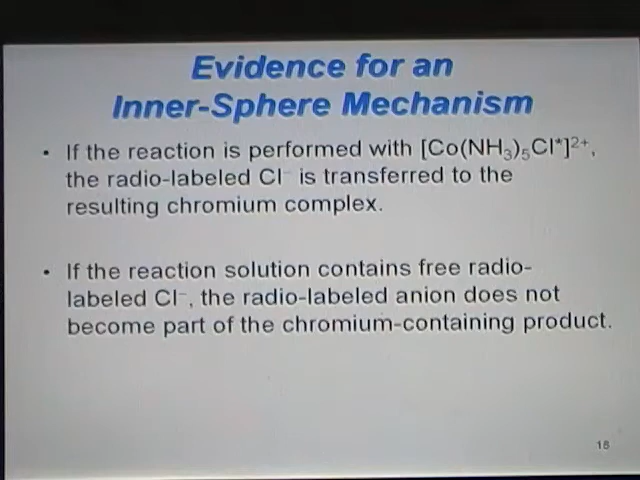 Evidence for an
Inner-Sphere Mechanism
• If the reaction is performed with [Co(NH₃)₅Cl*]²⁺,
the radio-labeled Cl⁻ is transferred to the
resulting chromium complex.
• If the reaction solution contains free radio-
labeled Cl⁻, the radio-labeled anion does not
become part of the chromium-containing product.